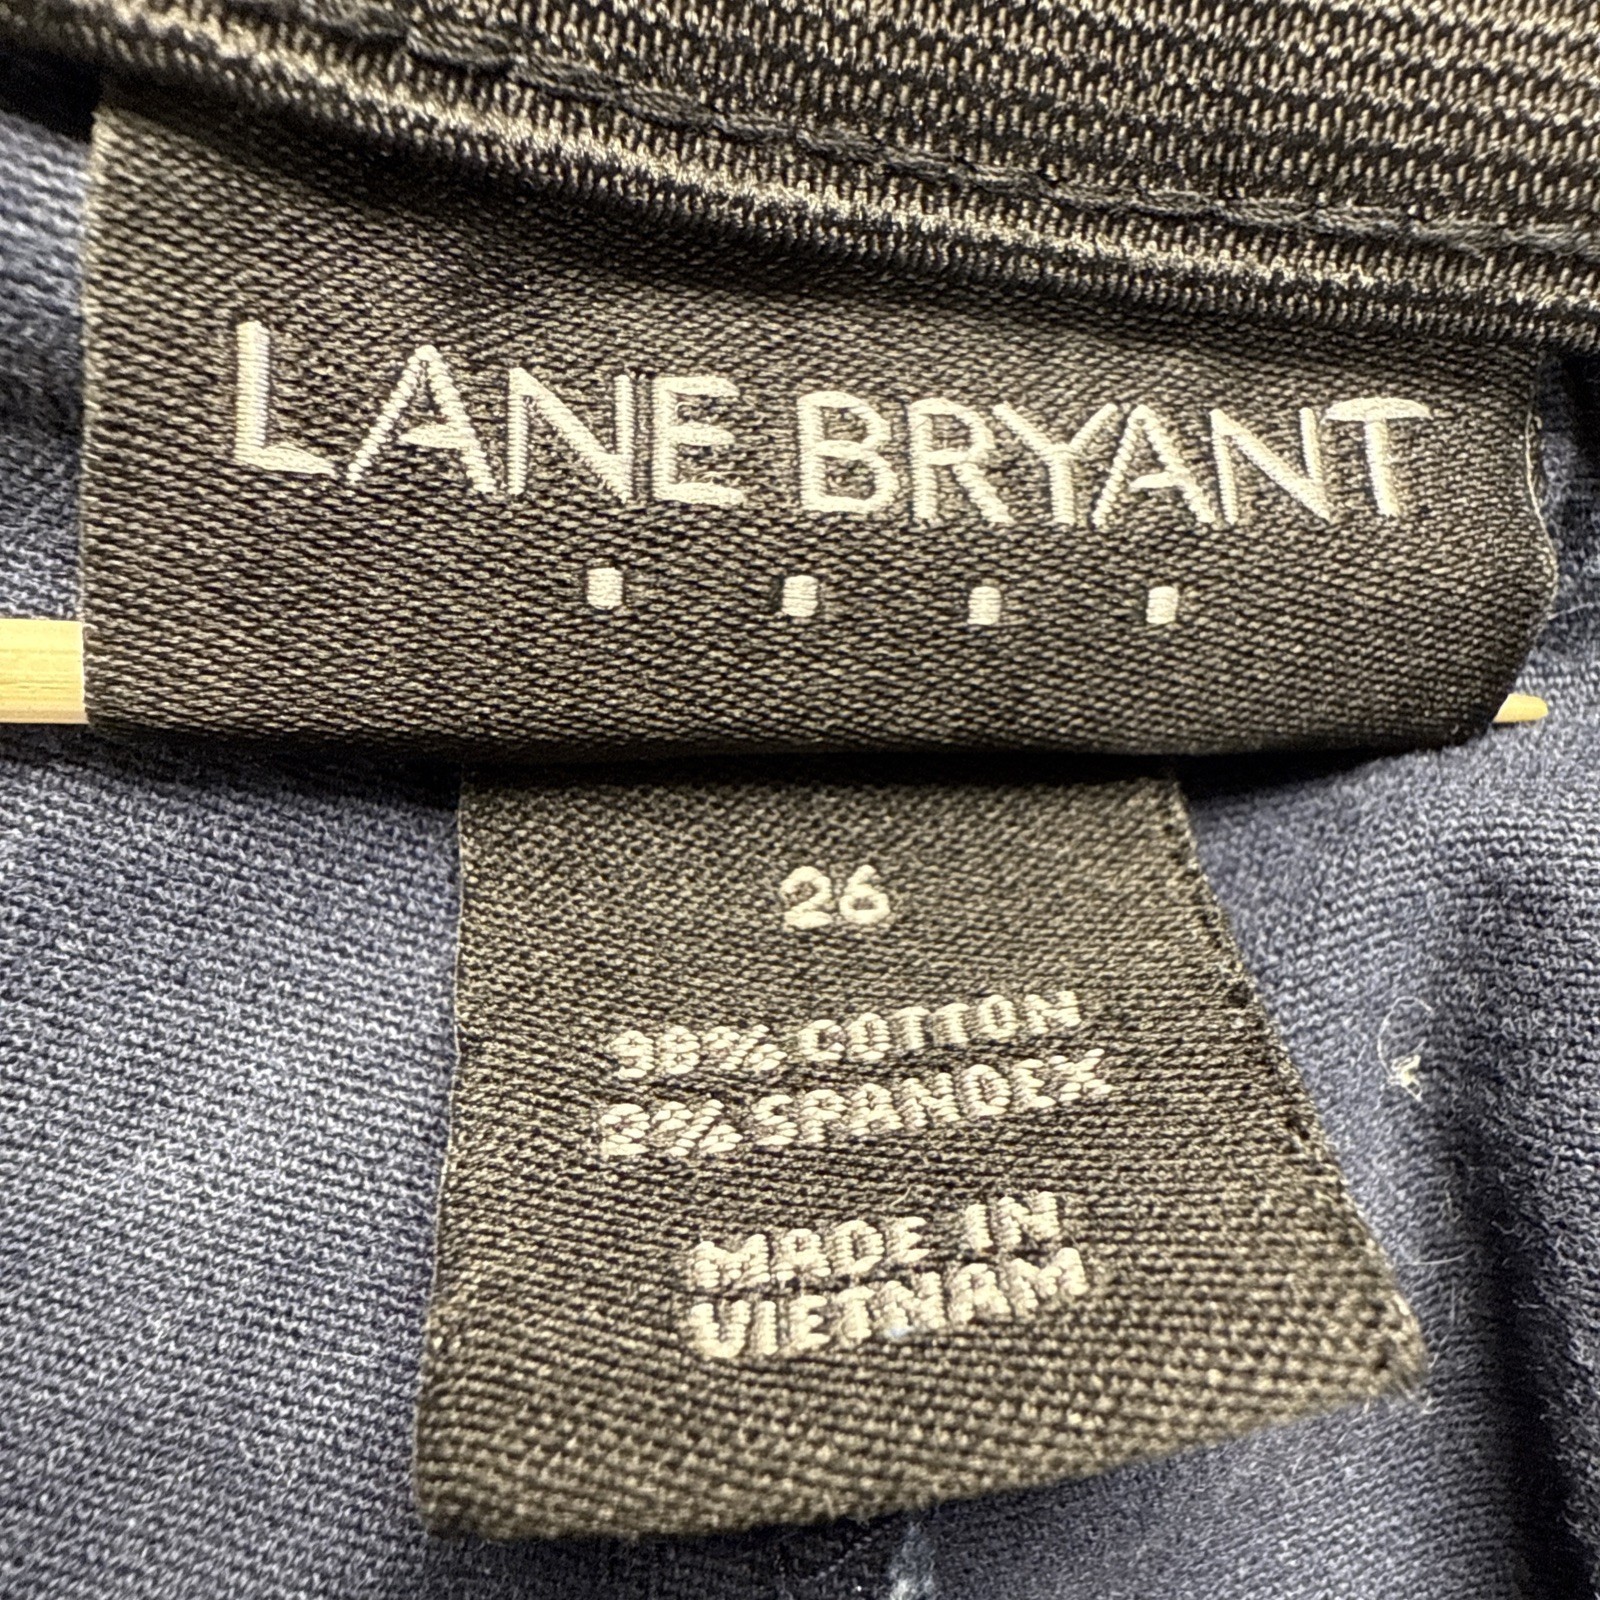 LANE BRYANT
26
98% COTTON
2% SPANDEX
MADE IN
VIETNAM